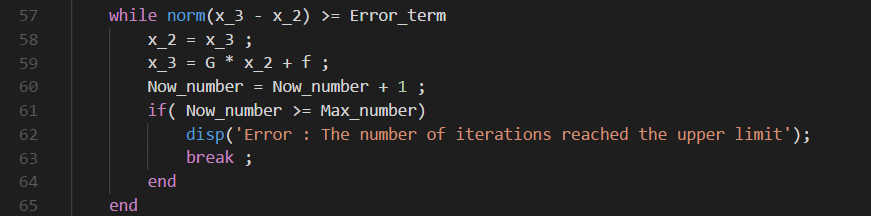 57 while norm(x_3 - x_2) >= Error_term
58 x_2 = x_3 ;
59 x_3 = G * x_2 + f ;
60 Now_number = Now_number + 1 ;
61 if( Now_number >= Max_number)
62 disp('Error : The number of iterations reached the upper limit');
63 break ;
64 end
65 end